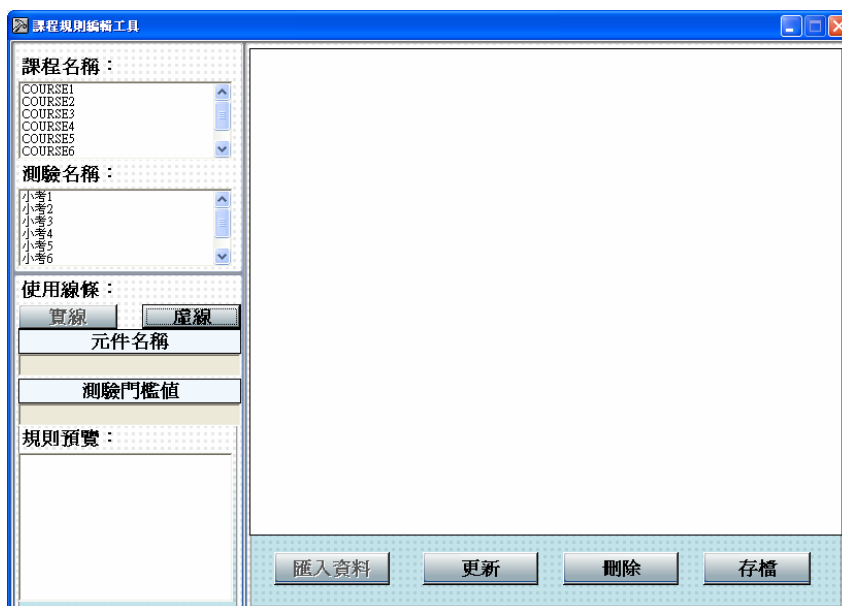 課程規則編輯工具
課程名稱：
COURSE1
COURSE2
COURSE3
COURSE4
COURSE5
COURSE6
測驗名稱：
小考1
小考2
小考3
小考4
小考5
小考6
使用線條：
實線 虛線
元件名稱
測驗門檻值
規則預覽：
匯入資料 更新 刪除 存檔